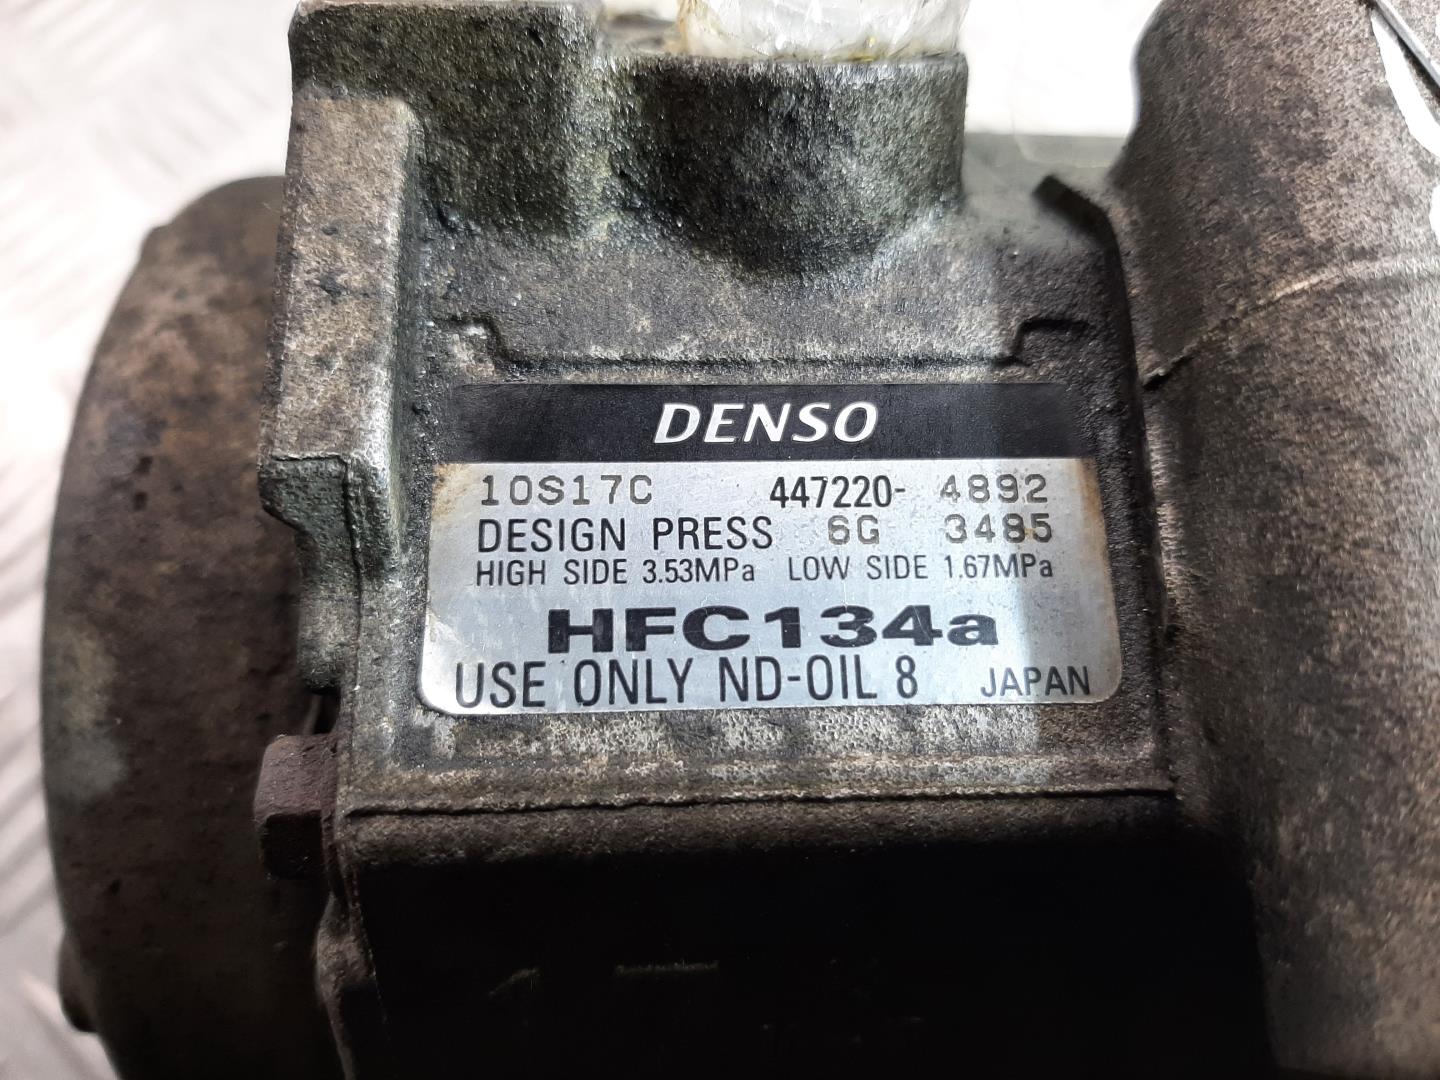 DENSO
10S17C 447220- 4892
DESIGN PRESS 6G 3485
HIGH SIDE 3.53MPa LOW SIDE 1.67MPa
HFC134a
USE ONLY ND-OIL 8 JAPAN